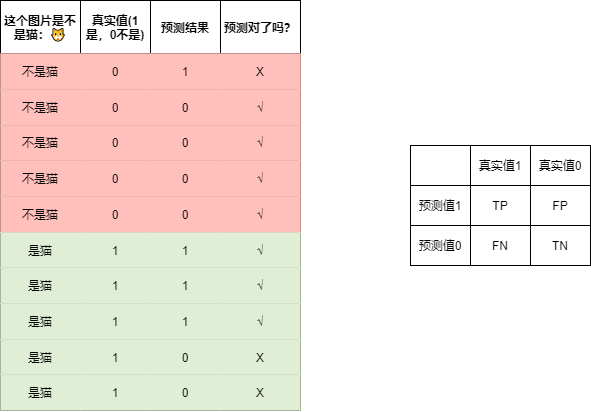 这个图片是不
是猫：🐱
真实值(1
是，0不是)
预测结果
预测对了吗?
不是猫 0 1 X
不是猫 0 0 √
不是猫 0 0 √
不是猫 0 0 √
不是猫 0 0 √
是猫 1 1 √
是猫 1 1 √
是猫 1 1 √
是猫 1 0 X
是猫 1 0 X
真实值1 真实值0
预测值1 TP FP
预测值0 FN TN